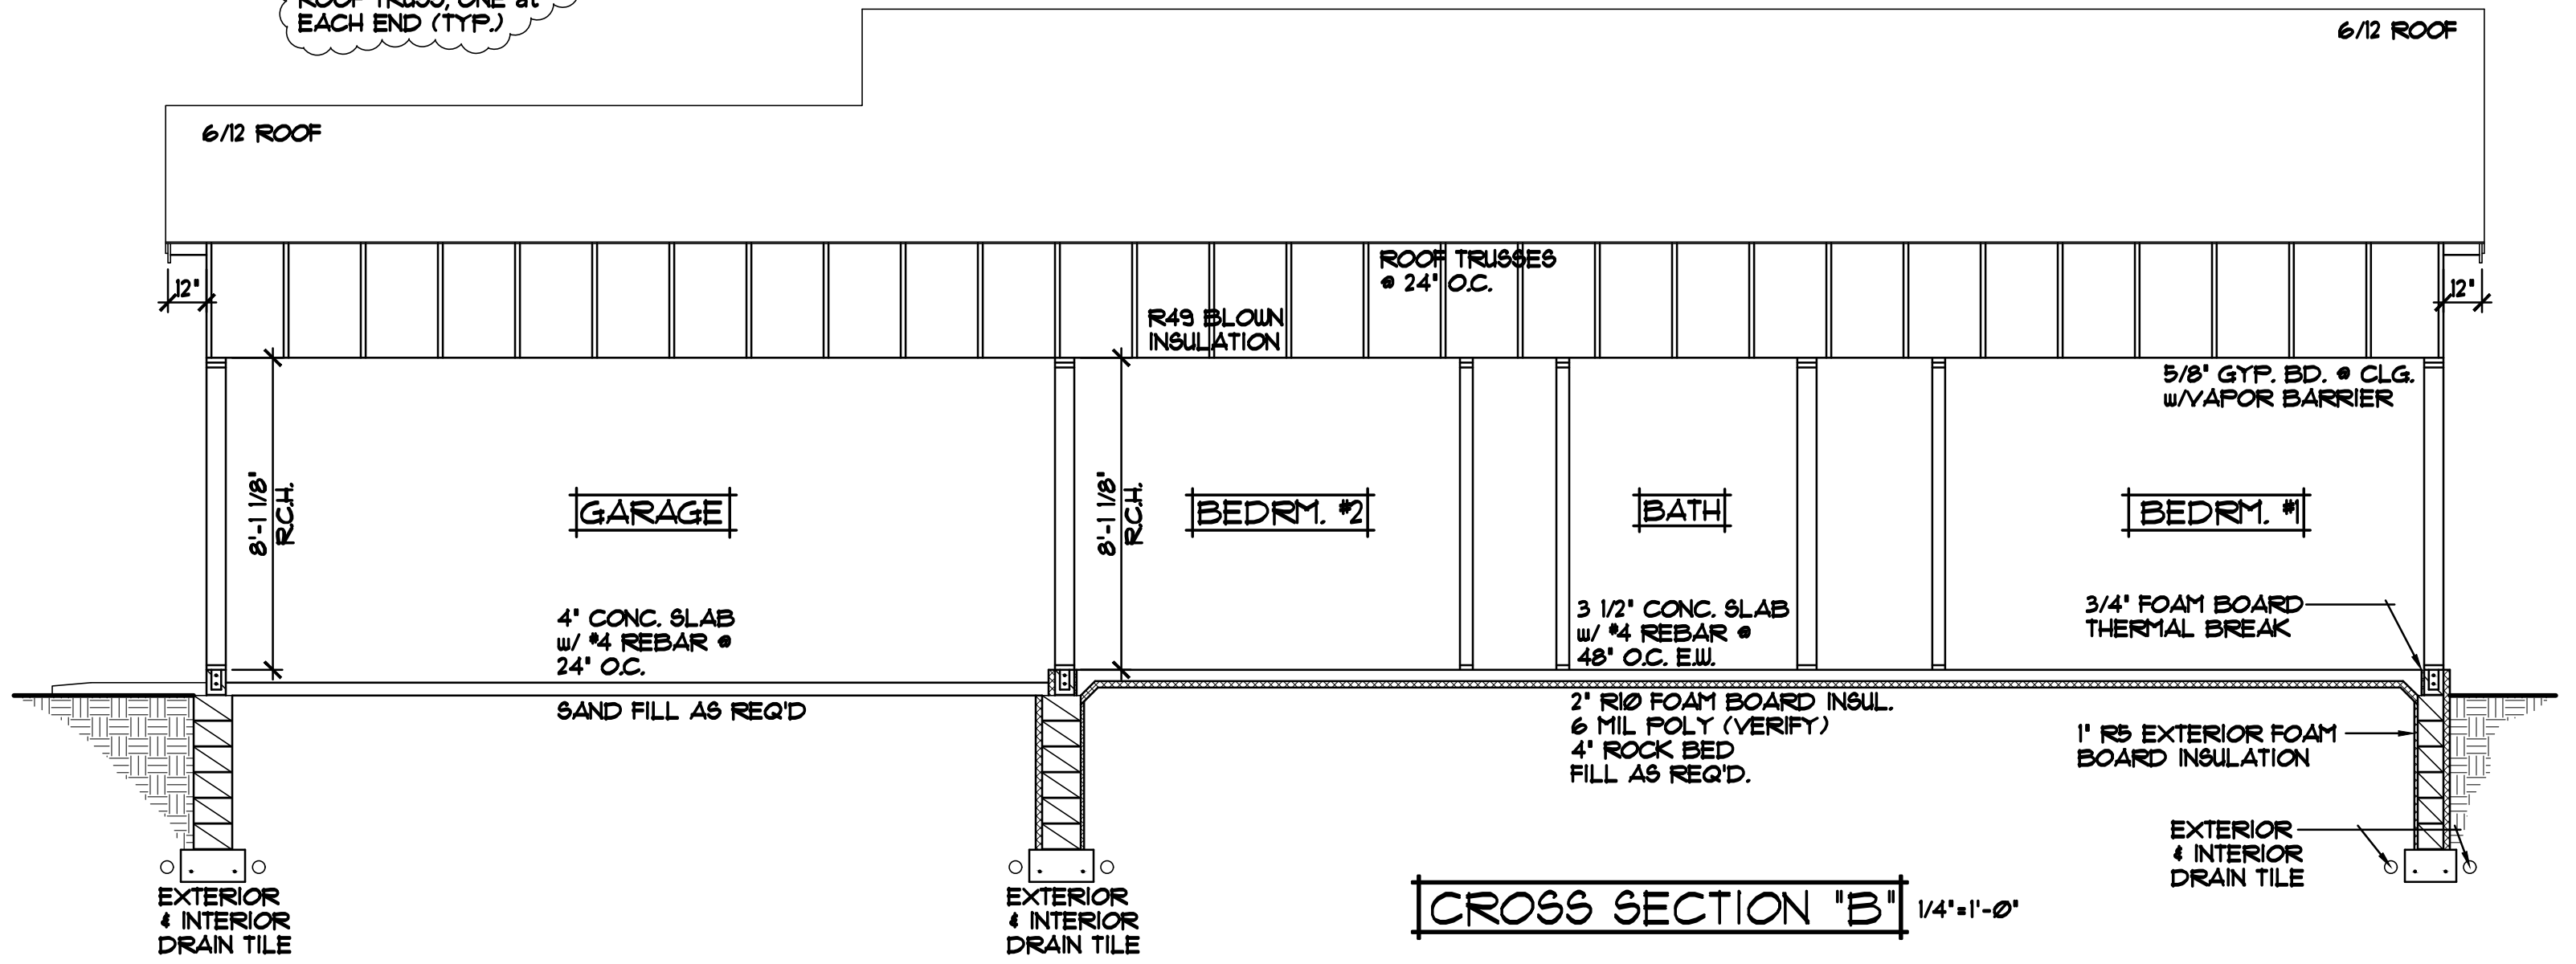 ROOF TRUSS, ONE at
EACH END (TYP.)
6/12 ROOF
6/12 ROOF
12"
ROOF TRUSSES
@ 24" O.C.
12"
R49 BLOWN
INSULATION
5/8" GYP. BD. @ CLG.
w/VAPOR BARRIER
8'-1 1/8"
R.C.H.
GARAGE
8'-1 1/8"
R.C.H.
BEDRM. #2
BATH
BEDRM. #1
4" CONC. SLAB
w/ #4 REBAR @
24" O.C.
3 1/2" CONC. SLAB
w/ #4 REBAR @
48" O.C. E.W.
3/4" FOAM BOARD
THERMAL BREAK
SAND FILL AS REQ'D
2" R10 FOAM BOARD INSUL.
6 MIL POLY (VERIFY)
4" ROCK BED
FILL AS REQ'D.
1" R5 EXTERIOR FOAM
BOARD INSULATION
EXTERIOR
& INTERIOR
DRAIN TILE
EXTERIOR
& INTERIOR
DRAIN TILE
EXTERIOR
& INTERIOR
DRAIN TILE
CROSS SECTION "B" 1/4"=1'-0"